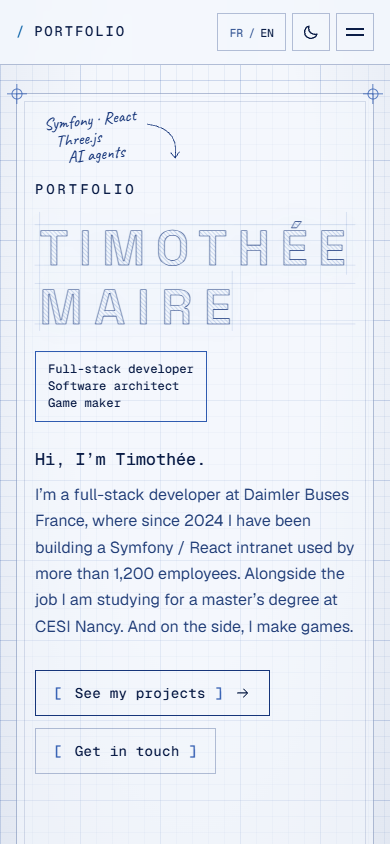 / PORTFOLIO
FR / EN
Symfony · React
Three.js
AI agents
PORTFOLIO
TIMOTHÉE
MAIRE
Full-stack developer
Software architect
Game maker
Hi, I’m Timothée.
I’m a full-stack developer at Daimler Buses
France, where since 2024 I have been
building a Symfony / React intranet used by
more than 1,200 employees. Alongside the
job I am studying for a master’s degree at
CESI Nancy. And on the side, I make games.
[ See my projects ] →
[ Get in touch ]